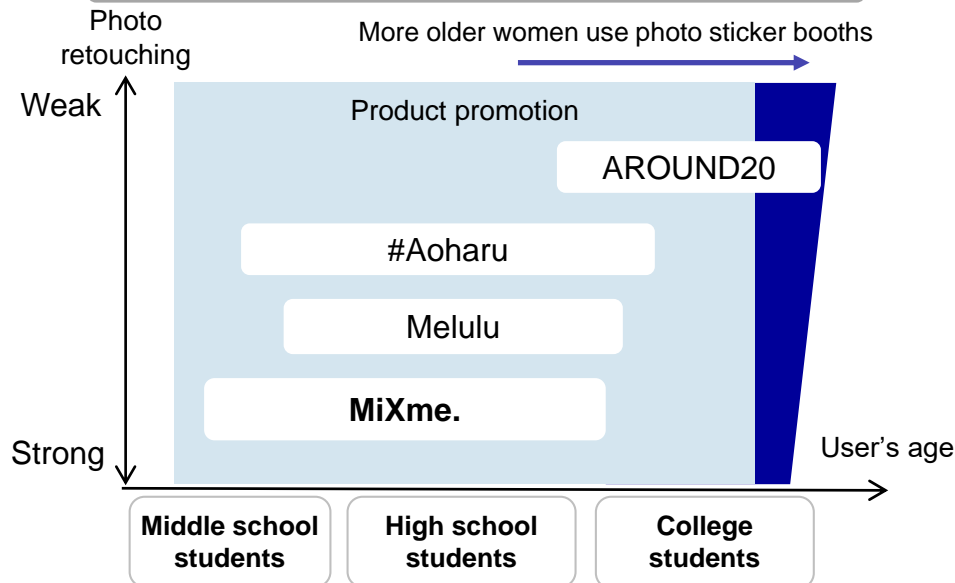 Photo
retouching
More older women use photo sticker booths
Weak
Product promotion
AROUND20
#Aoharu
Melulu
MiXme.
Strong
User's age
Middle school
students
High school
students
College
students